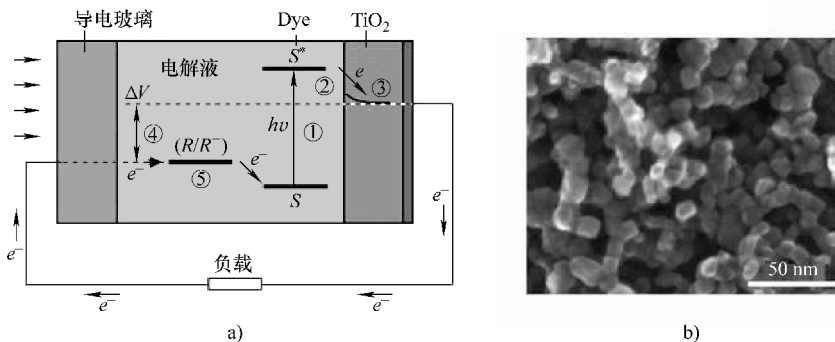 导电玻璃
Dye
TiO₂
电解液
S*
②
e
③
ΔV
hν
①
④
(R/R⁻)
e⁻
e⁻
⑤
S
e⁻
e⁻
负载
e⁻
e⁻
a)
50 nm
b)